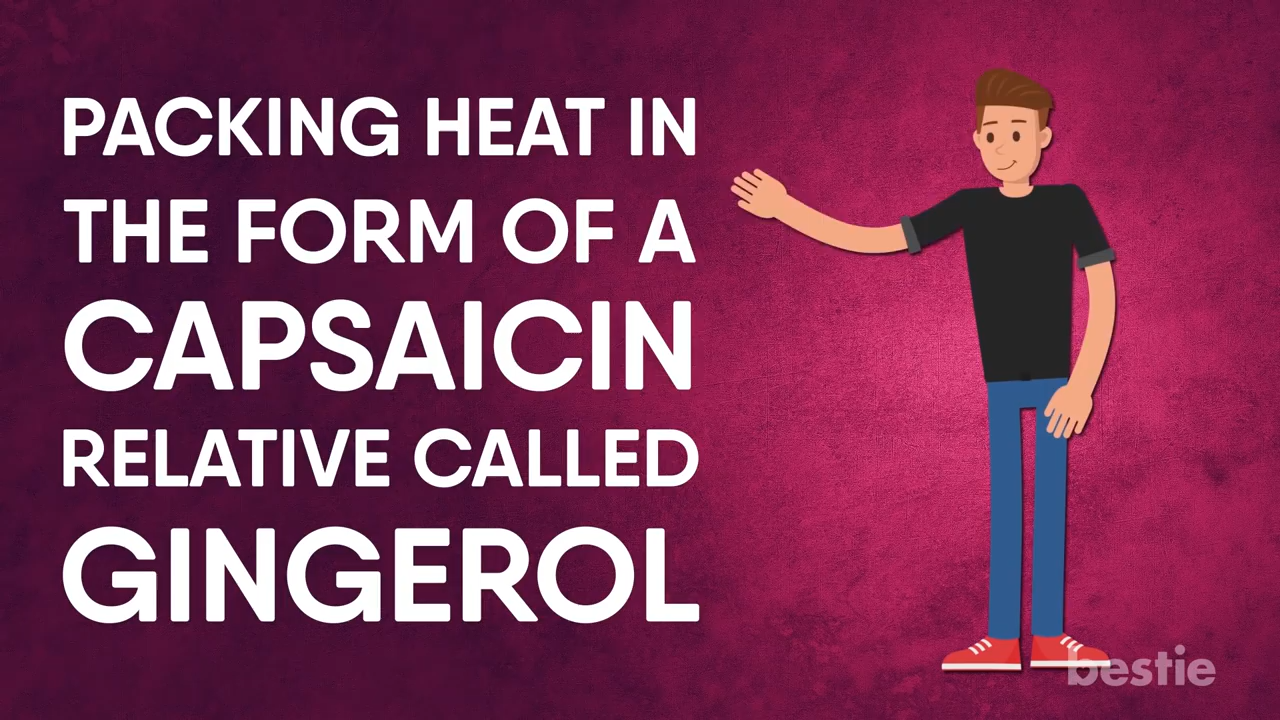 PACKING HEAT IN
THE FORM OF A
CAPSAICIN
RELATIVE CALLED
GINGEROL
bestie